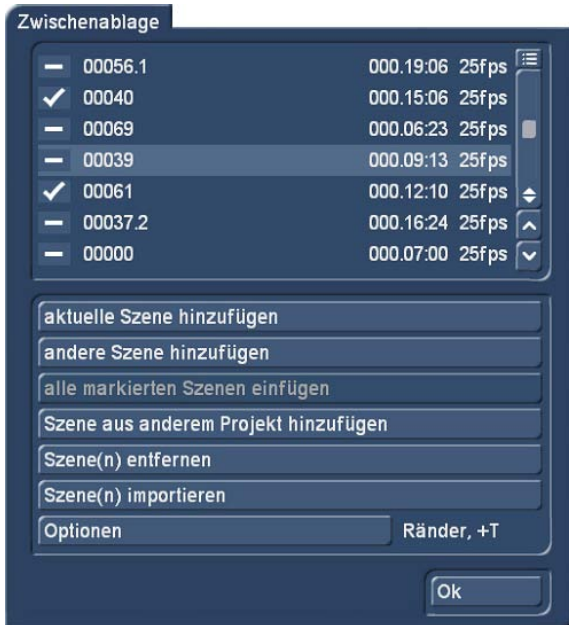 Zwischenablage
00056.1 000.19:06 25fps
00040 000.15:06 25fps
00069 000.06:23 25fps
00039 000.09:13 25fps
00061 000.12:10 25fps
00037.2 000.16:24 25fps
00000 000.07:00 25fps
aktuelle Szene hinzufügen
andere Szene hinzufügen
alle markierten Szenen einfügen
Szene aus anderem Projekt hinzufügen
Szene(n) entfernen
Szene(n) importieren
Optionen Ränder, +T
Ok